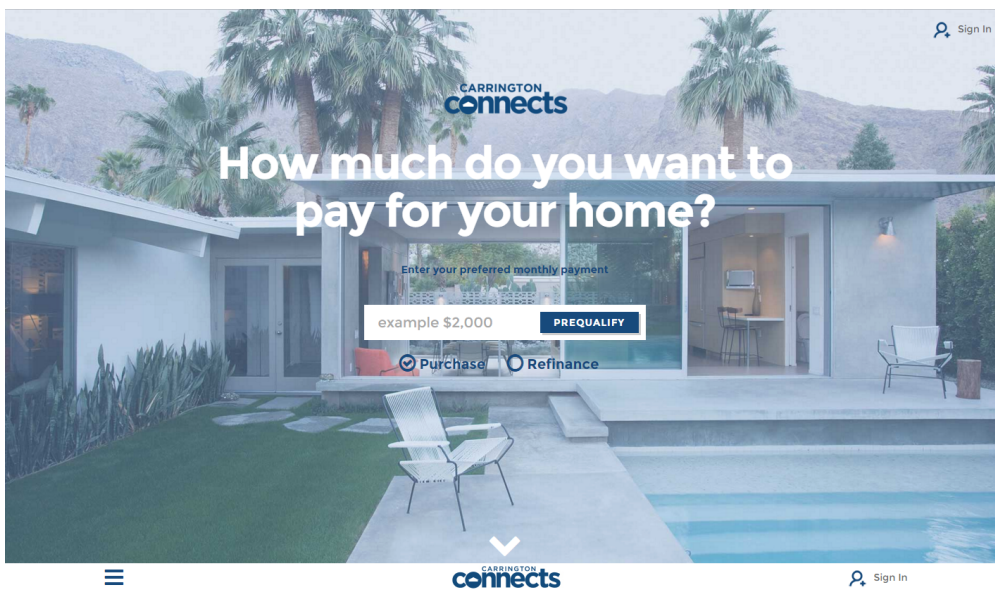 Sign In
CARRINGTON
connects
How much do you want to
pay for your home?
Enter your preferred monthly payment
example $2,000
PREQUALIFY
Purchase
Refinance
CARRINGTON
connects
Sign In